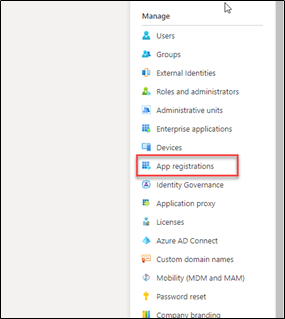 Manage
Users
Groups
External Identities
Roles and administrators
Administrative units
Enterprise applications
Devices
App registrations
Identity Governance
Application proxy
Licenses
Azure AD Connect
Custom domain names
Mobility (MDM and MAM)
Password reset
Company branding